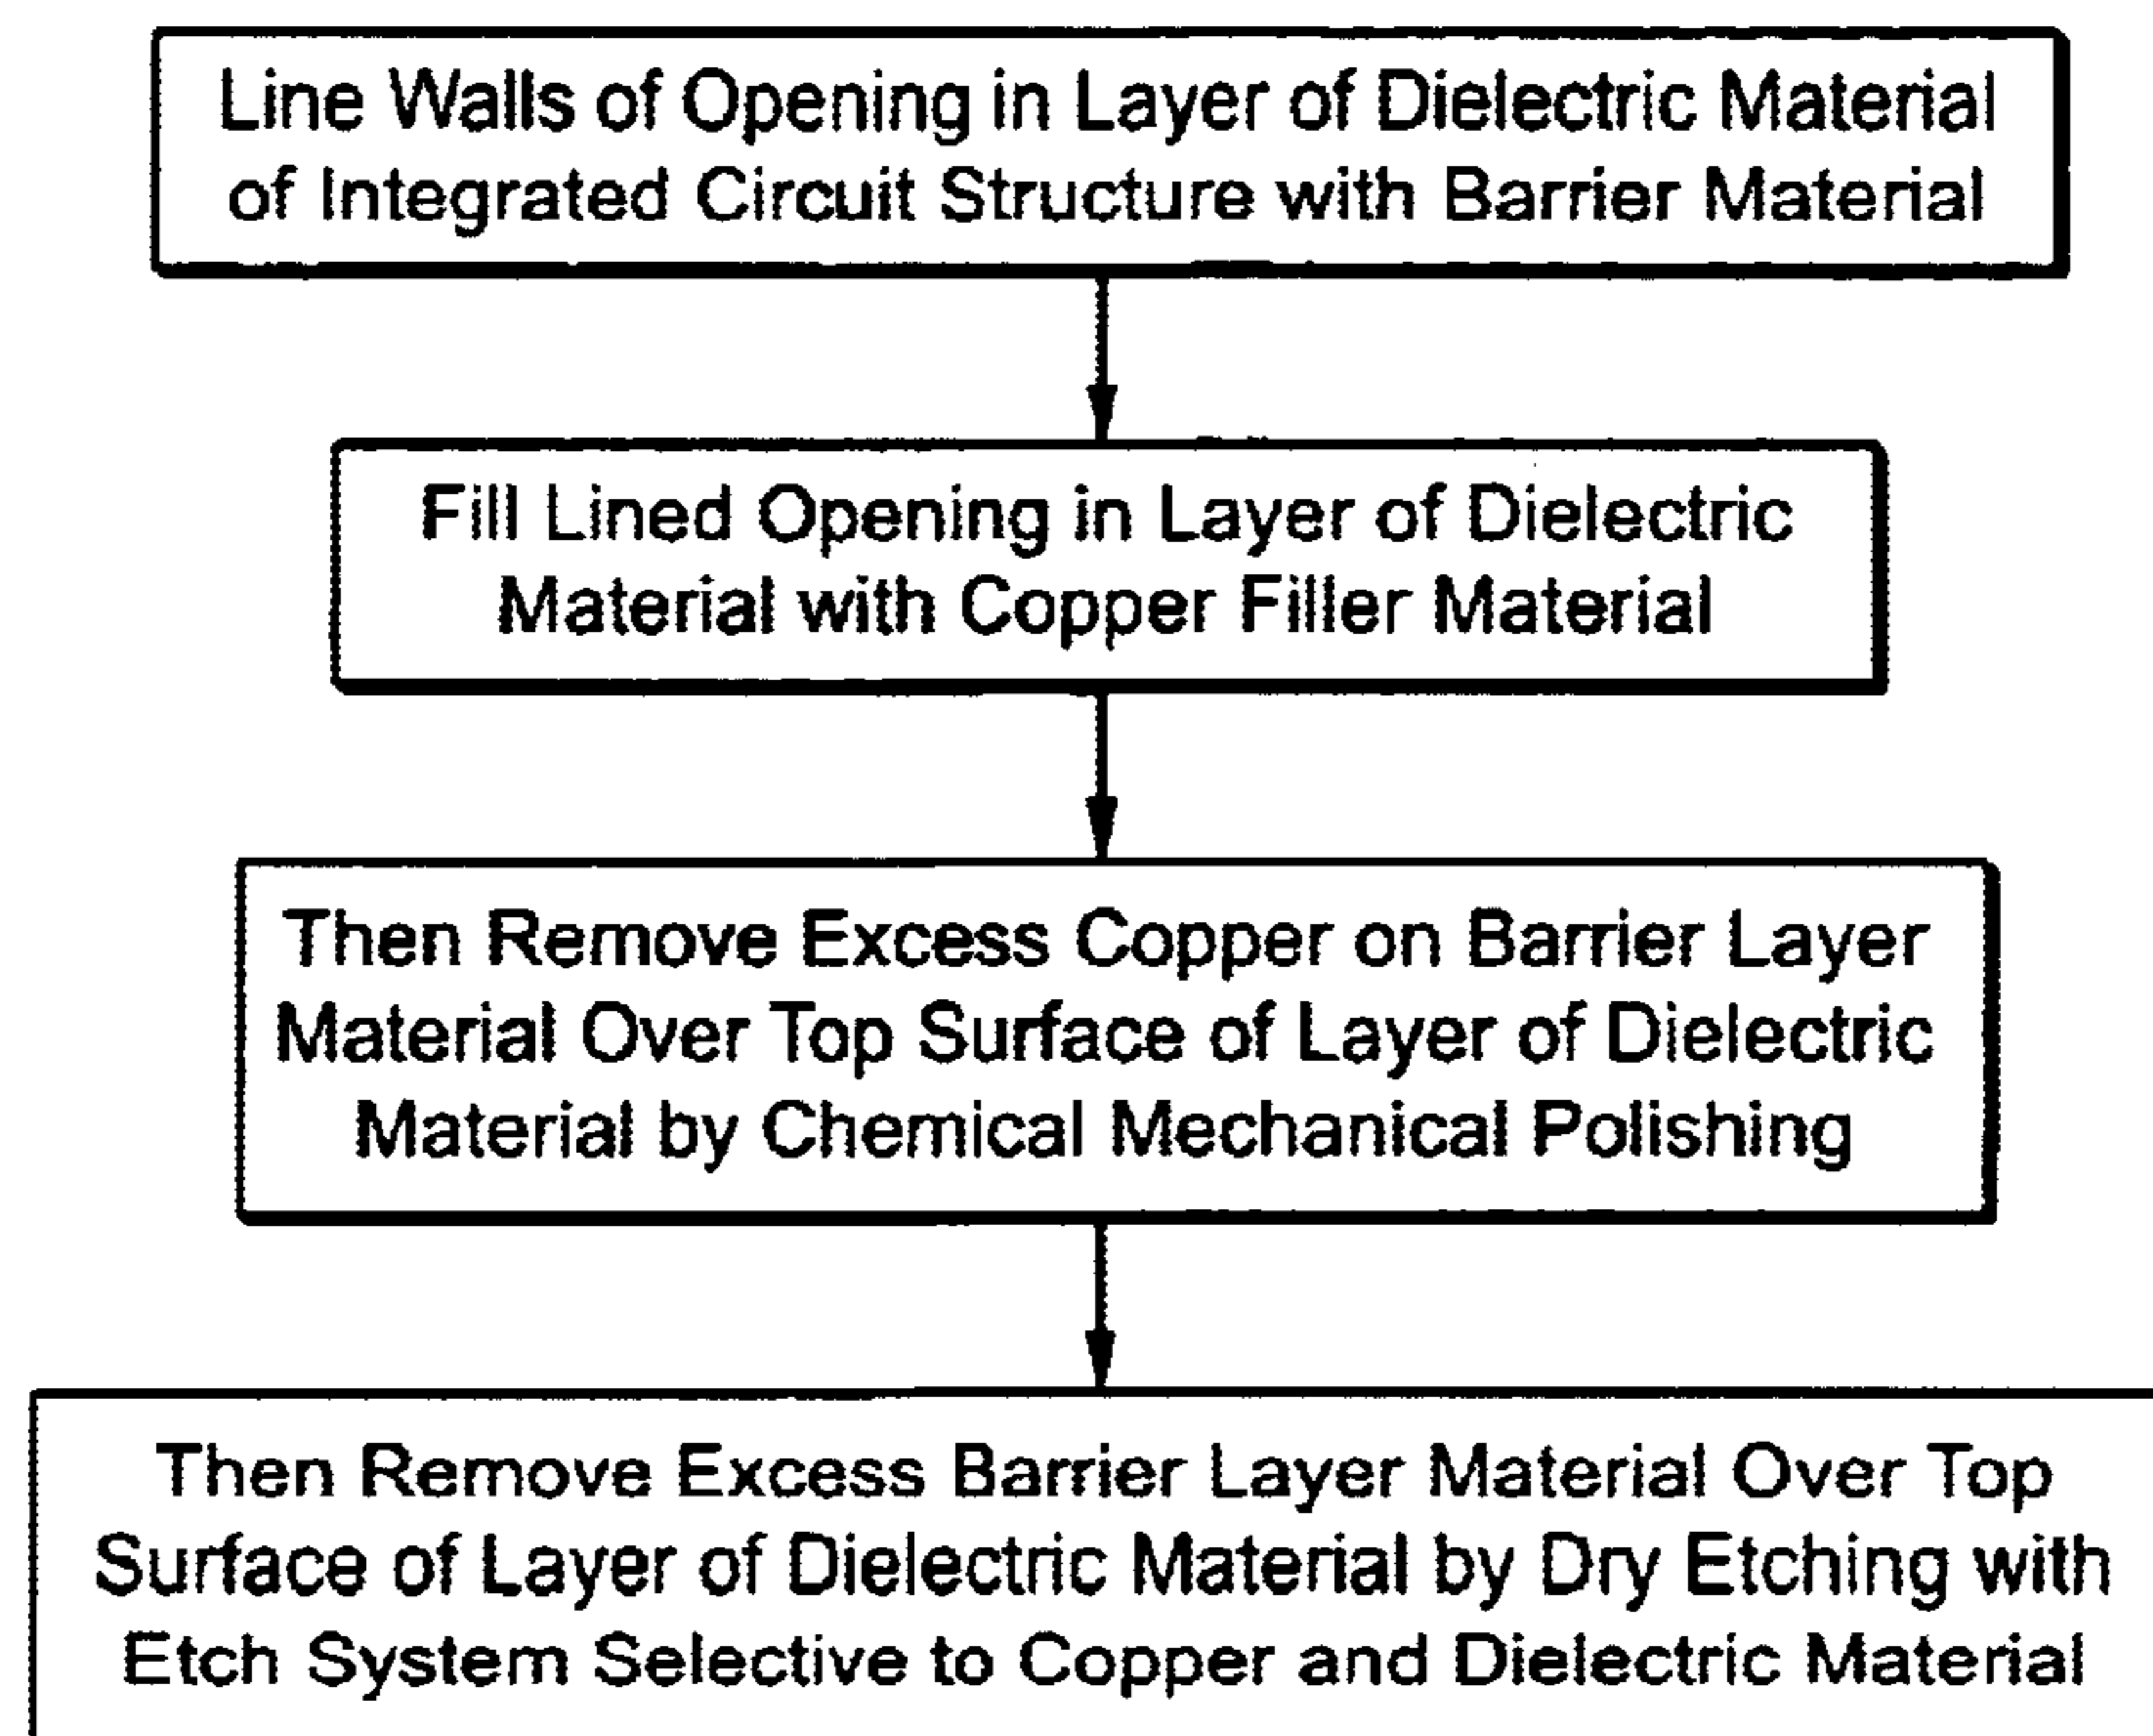 Line Walls of Opening in Layer of Dielectric Material
of Integrated Circuit Structure with Barrier Material
Fill Lined Opening in Layer of Dielectric
Material with Copper Filler Material
Then Remove Excess Copper on Barrier Layer
Material Over Top Surface of Layer of Dielectric
Material by Chemical Mechanical Polishing
Then Remove Excess Barrier Layer Material Over Top
Surface of Layer of Dielectric Material by Dry Etching with
Etch System Selective to Copper and Dielectric Material